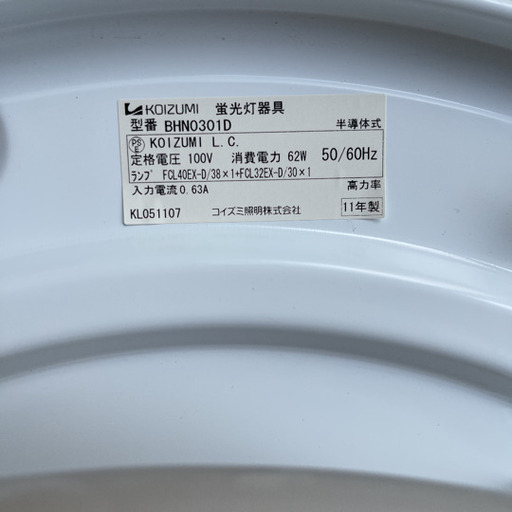 KOIZUMI 蛍光灯器具
型番 BHN0301D 半導体式
PSE KOIZUMI L.C.
定格電圧 100V 消費電力 62W 50/60Hz
ランプ FCL40EX-D/38×1+FCL32EX-D/30×1
入力電流0.63A 高力率
KL051107 コイズミ照明株式会社 11年製